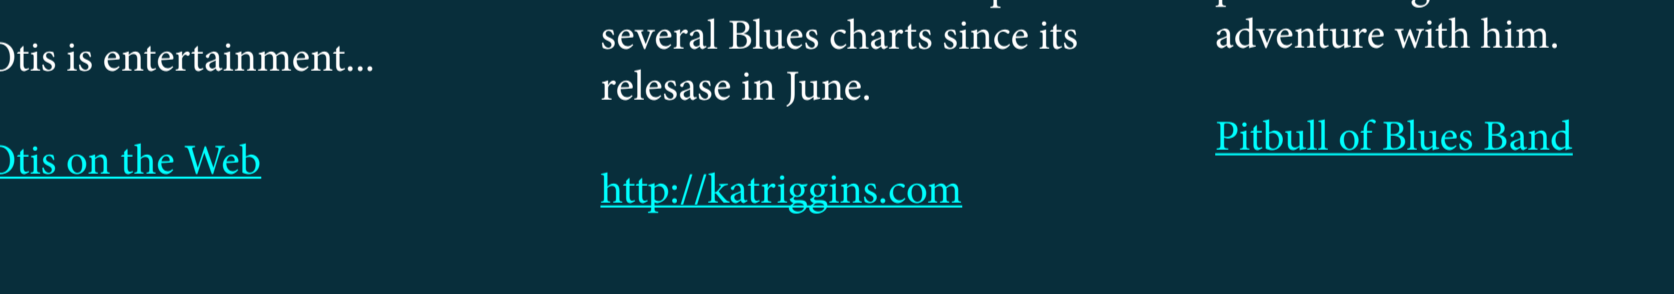 Otis is entertainment...
Otis on the Web
several Blues charts since its
relesase in June.
http://katriggins.com
adventure with him.
Pitbull of Blues Band